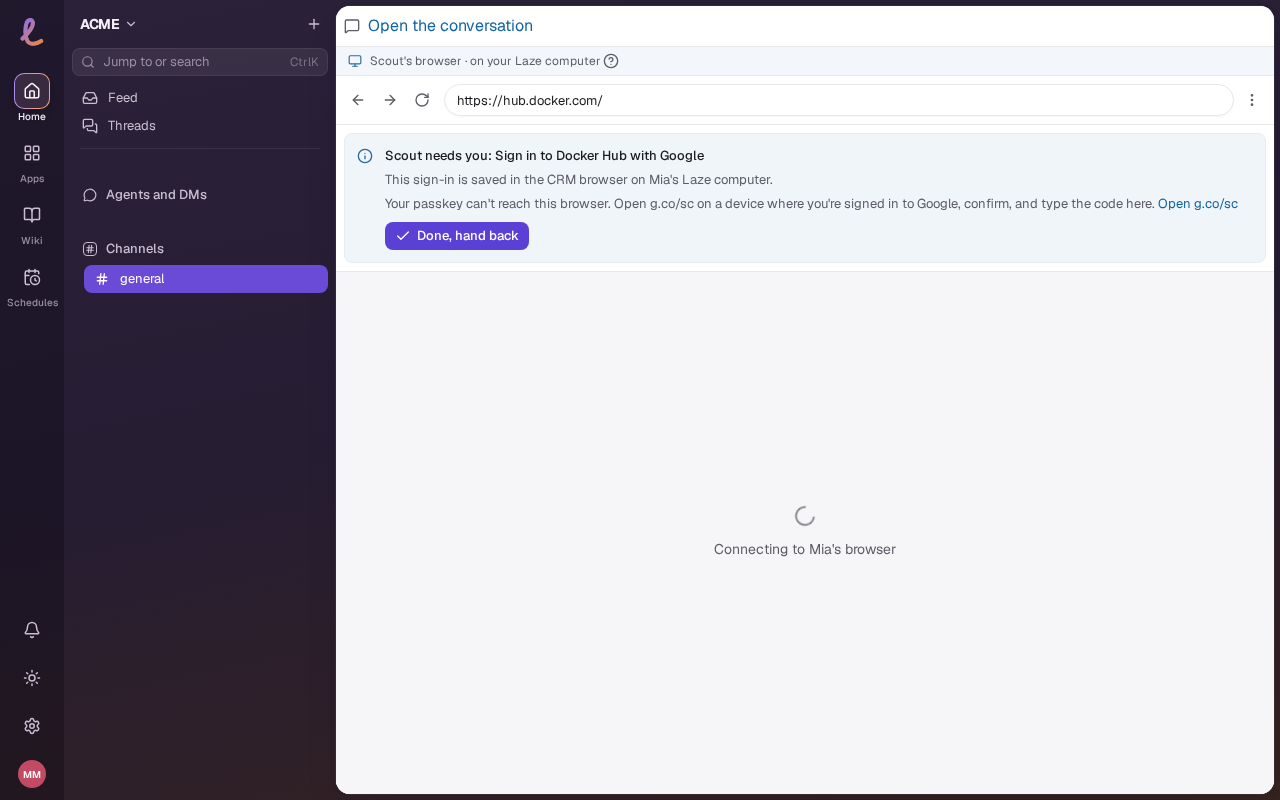 ACME
Jump to or search
CtrlK
Feed
Threads
Agents and DMs
Channels
general
Home
Apps
Wiki
Schedules
MM
Open the conversation
Scout's browser · on your Laze computer
https://hub.docker.com/
Scout needs you: Sign in to Docker Hub with Google
This sign-in is saved in the CRM browser on Mia's Laze computer.
Your passkey can't reach this browser. Open g.co/sc on a device where you're signed in to Google, confirm, and type the code here. Open g.co/sc
Done, hand back
Connecting to Mia's browser